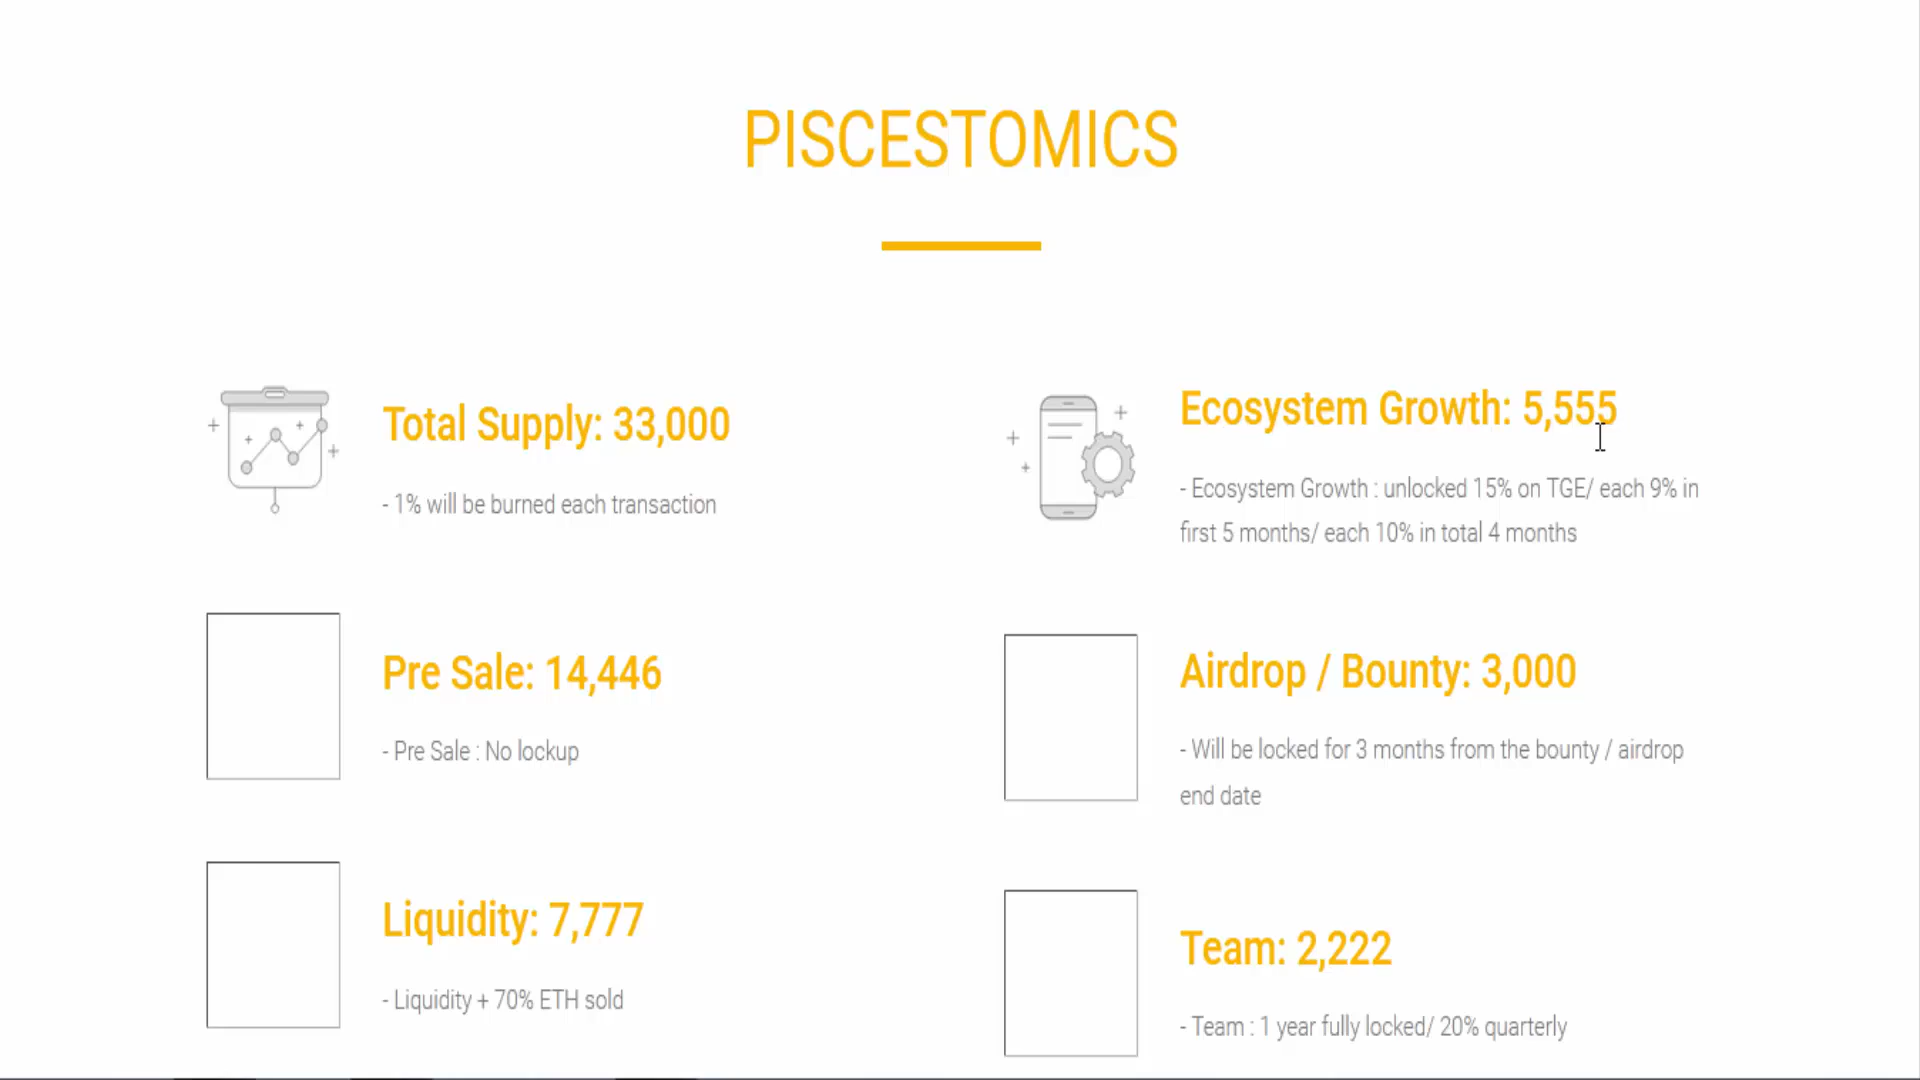 PISCESTOMICS
Total Supply: 33,000
- 1% will be burned each transaction
Pre Sale: 14,446
- Pre Sale : No lockup
Liquidity: 7,777
- Liquidity + 70% ETH sold
Ecosystem Growth: 5,555
- Ecosystem Growth : unlocked 15% on TGE/ each 9% in
first 5 months/ each 10% in total 4 months
Airdrop / Bounty: 3,000
- Will be locked for 3 months from the bounty / airdrop
end date
Team: 2,222
- Team : 1 year fully locked/ 20% quarterly